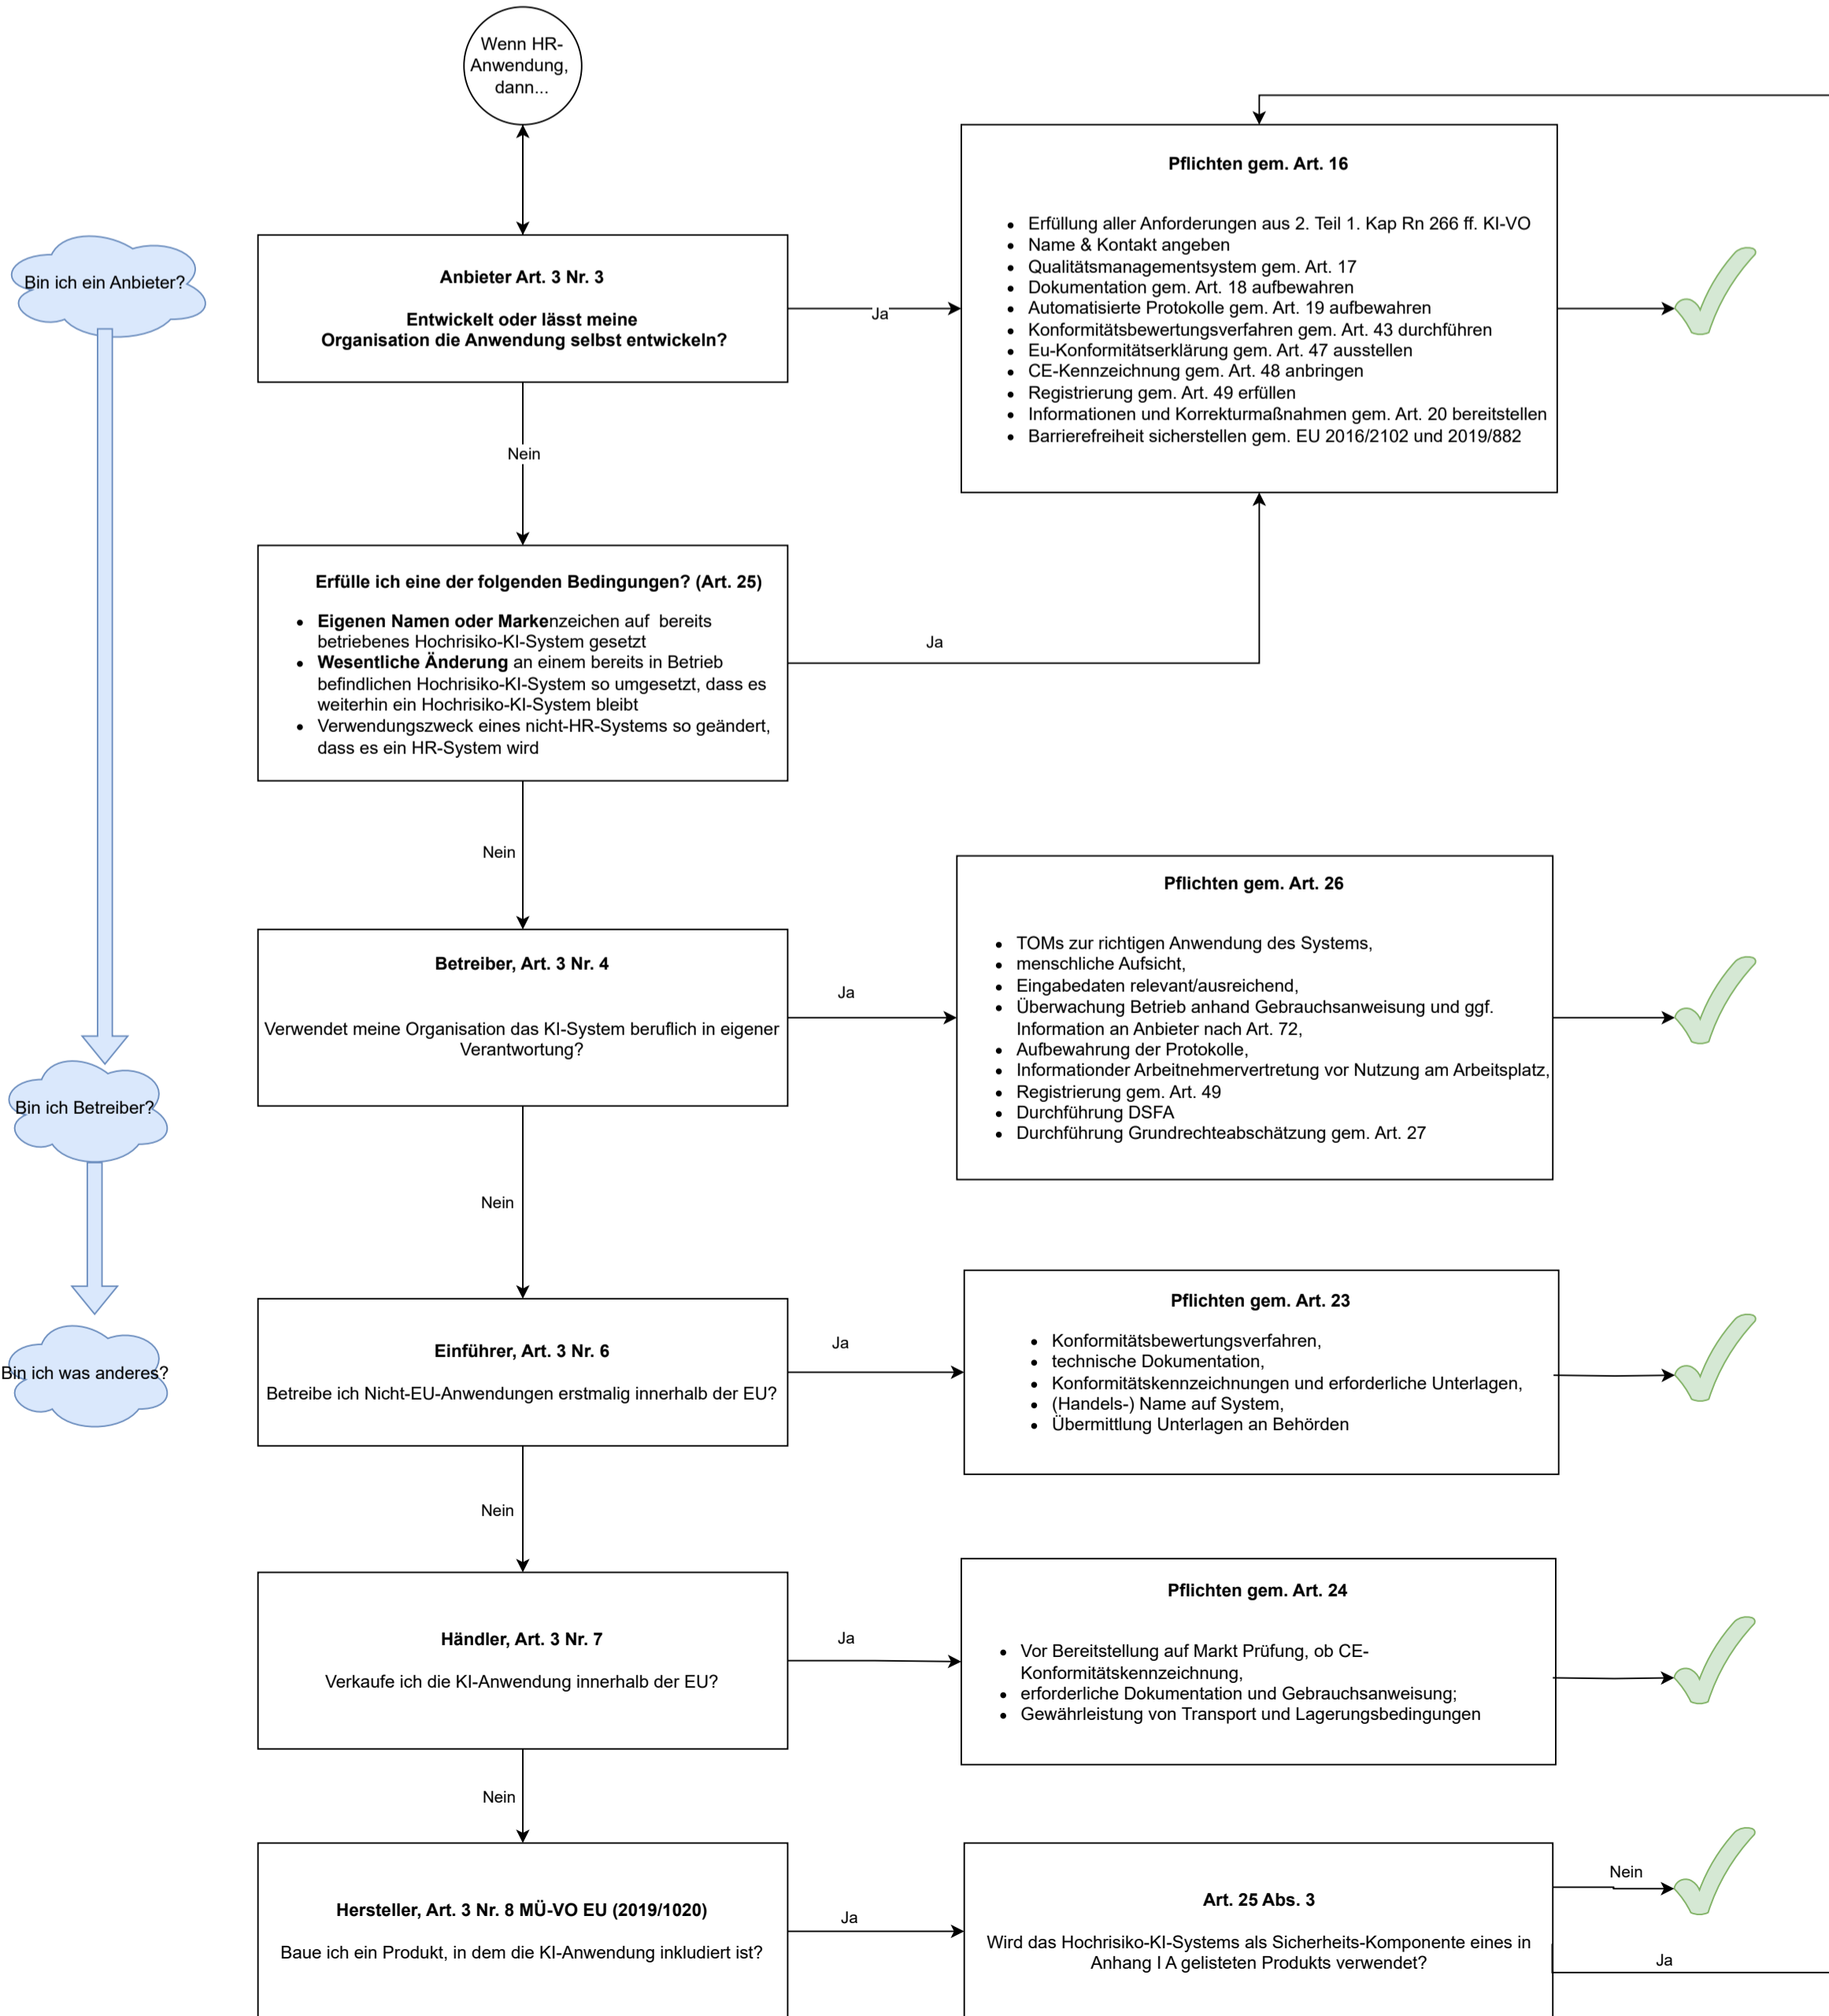 Wenn HR-
Anwendung,
dann...
Bin ich ein Anbieter?
Anbieter Art. 3 Nr. 3
Entwickelt oder lässt meine
Organisation die Anwendung selbst entwickeln?
Ja
Pflichten gem. Art. 16
• Erfüllung aller Anforderungen aus 2. Teil 1. Kap Rn 266 ff. KI-VO
• Name & Kontakt angeben
• Qualitätsmanagementsystem gem. Art. 17
• Dokumentation gem. Art. 18 aufbewahren
• Automatisierte Protokolle gem. Art. 19 aufbewahren
• Konformitätsbewertungsverfahren gem. Art. 43 durchführen
• Eu-Konformitätserklärung gem. Art. 47 ausstellen
• CE-Kennzeichnung gem. Art. 48 anbringen
• Registrierung gem. Art. 49 erfüllen
• Informationen und Korrekturmaßnahmen gem. Art. 20 bereitstellen
• Barrierefreiheit sicherstellen gem. EU 2016/2102 und 2019/882
Nein
Erfülle ich eine der folgenden Bedingungen? (Art. 25)
• Eigenen Namen oder Markenzeichen auf bereits
betriebenes Hochrisiko-KI-System gesetzt
• Wesentliche Änderung an einem bereits in Betrieb
befindlichen Hochrisiko-KI-System so umgesetzt, dass es
weiterhin ein Hochrisiko-KI-System bleibt
• Verwendungszweck eines nicht-HR-Systems so geändert,
dass es ein HR-System wird
Ja
Nein
Bin ich Betreiber?
Betreiber, Art. 3 Nr. 4
Verwendet meine Organisation das KI-System beruflich in eigener
Verantwortung?
Ja
Pflichten gem. Art. 26
• TOMs zur richtigen Anwendung des Systems,
• menschliche Aufsicht,
• Eingabedaten relevant/ausreichend,
• Überwachung Betrieb anhand Gebrauchsanweisung und ggf.
Information an Anbieter nach Art. 72,
• Aufbewahrung der Protokolle,
• Informationder Arbeitnehmervertretung vor Nutzung am Arbeitsplatz,
• Registrierung gem. Art. 49
• Durchführung DSFA
• Durchführung Grundrechteabschätzung gem. Art. 27
Nein
Bin ich was anderes?
Einführer, Art. 3 Nr. 6
Betreibe ich Nicht-EU-Anwendungen erstmalig innerhalb der EU?
Ja
Pflichten gem. Art. 23
• Konformitätsbewertungsverfahren,
• technische Dokumentation,
• Konformitätskennzeichnungen und erforderliche Unterlagen,
• (Handels-) Name auf System,
• Übermittlung Unterlagen an Behörden
Nein
Händler, Art. 3 Nr. 7
Verkaufe ich die KI-Anwendung innerhalb der EU?
Ja
Pflichten gem. Art. 24
• Vor Bereitstellung auf Markt Prüfung, ob CE-
Konformitätskennzeichnung,
• erforderliche Dokumentation und Gebrauchsanweisung;
• Gewährleistung von Transport und Lagerungsbedingungen
Nein
Hersteller, Art. 3 Nr. 8 MÜ-VO EU (2019/1020)
Baue ich ein Produkt, in dem die KI-Anwendung inkludiert ist?
Ja
Art. 25 Abs. 3
Wird das Hochrisiko-KI-Systems als Sicherheits-Komponente eines in
Anhang I A gelisteten Produkts verwendet?
Nein
Ja